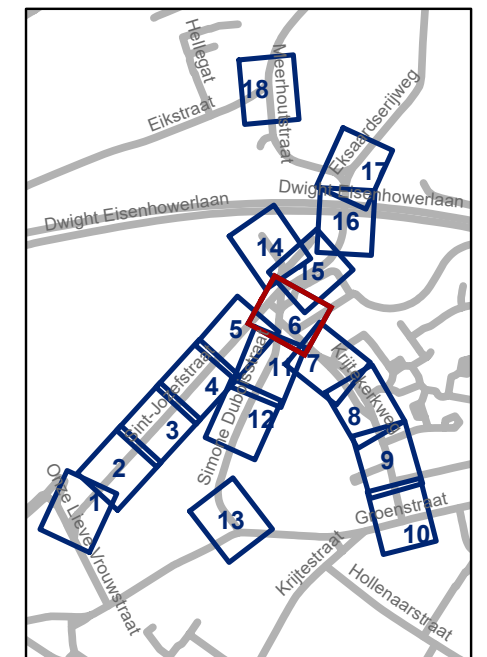 Hellegat
Meerhoutstraat
18
Eikstraat
Eksaardserijweg
17
Dwight Eisenhowerlaan
Dwight Eisenhowerlaan
16
14
15
6
5
Krijtekerkweg
7
11
4
Sint-Jozefstraat
Simone Dubois­straat
8
12
3
9
2
1
Onze Lieve Vrouwstraat
13
Groenstraat
10
Krijtestraat
Hollenaarstraat